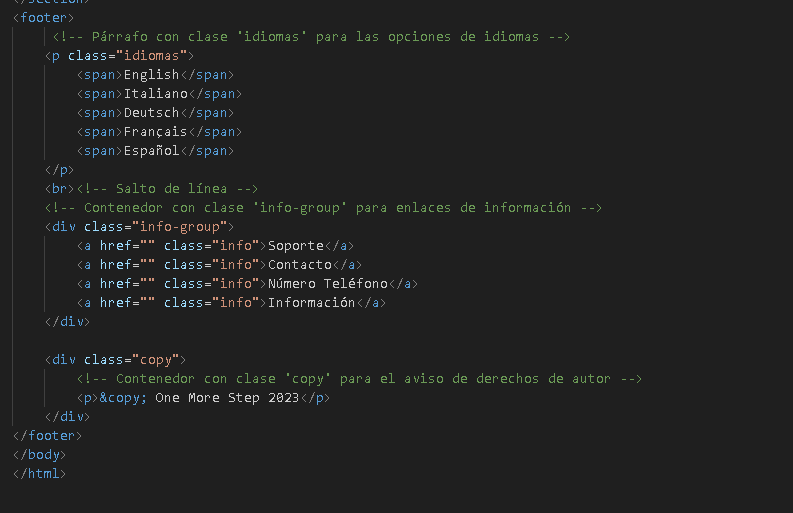 </section>
<footer>
<!-- Párrafo con clase 'idiomas' para las opciones de idiomas -->
<p class="idiomas">
<span>English</span>
<span>Italiano</span>
<span>Deutsch</span>
<span>Français</span>
<span>Español</span>
</p>
<br><!-- Salto de línea -->
<!-- Contenedor con clase 'info-group' para enlaces de información -->
<div class="info-group">
<a href="" class="info">Soporte</a>
<a href="" class="info">Contacto</a>
<a href="" class="info">Número Teléfono</a>
<a href="" class="info">Información</a>
</div>
<div class="copy">
<!-- Contenedor con clase 'copy' para el aviso de derechos de autor -->
<p>&copy; One More Step 2023</p>
</div>
</footer>
</body>
</html>